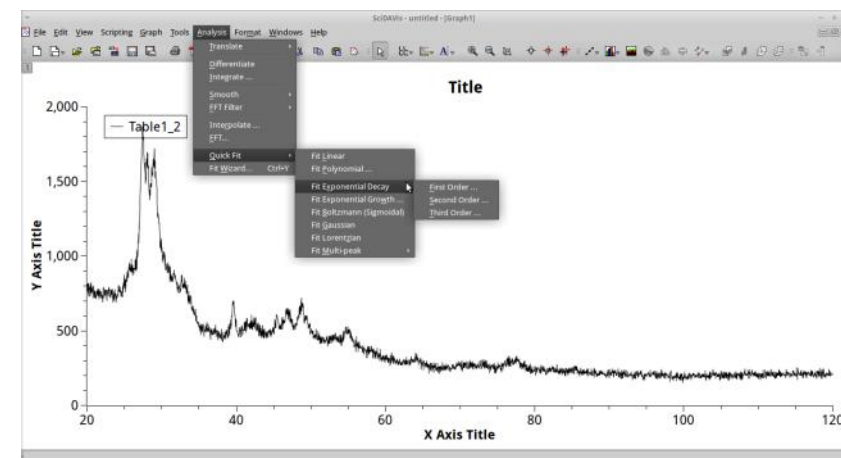 SciDAVis - untitled - [Graph1]
File Edit View Scripting Graph Tools Analysis Format Windows Help
1
Translate
Differentiate
Integrate ...
Smooth
FFT Filter
Interpolate ...
FFT...
Quick Fit
Fit Wizard... Ctrl+Y
Fit Linear
Fit Polynomial ...
Fit Exponential Decay
Fit Exponential Growth ...
Fit Boltzmann (Sigmoidal)
Fit Gaussian
Fit Lorentzian
Fit Multi-peak
First Order ...
Second Order ...
Third Order ...
Title
Table1_2
Y Axis Title
2,000
1,500
1,000
500
0
20 40 60 80 100 120
X Axis Title